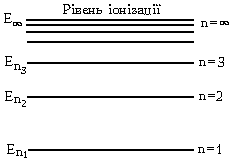 Рівень іонізації
E∞ n=∞
En3 n=3
En2 n=2
En1 n=1